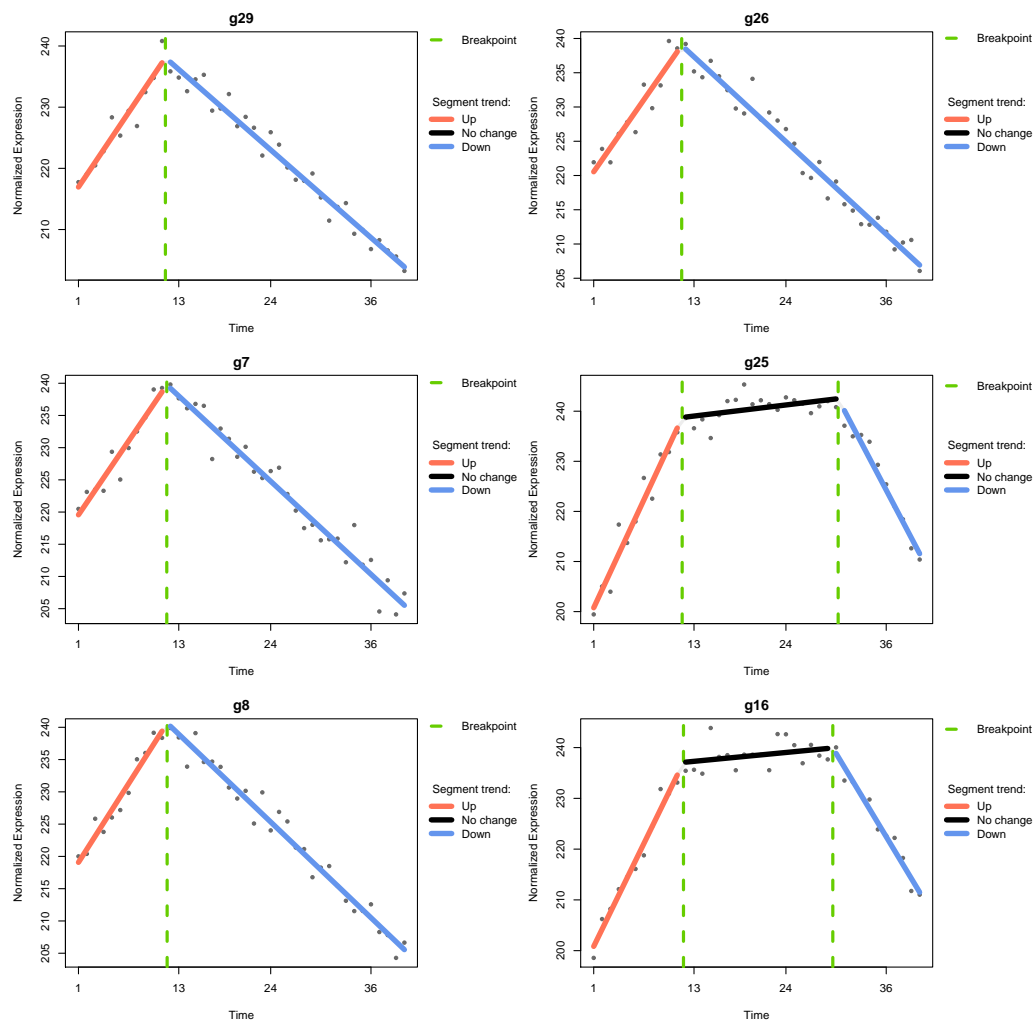 g29
Normalized Expression
240
230
220
210
1
13
24
36
Time
Breakpoint
Segment trend:
Up
No change
Down
g26
Normalized Expression
240
235
230
225
220
215
210
205
1
13
24
36
Time
Breakpoint
Segment trend:
Up
No change
Down
g7
Normalized Expression
240
235
230
225
220
215
210
205
1
13
24
36
Time
Breakpoint
Segment trend:
Up
No change
Down
g25
Normalized Expression
240
230
220
210
200
1
13
24
36
Time
Breakpoint
Segment trend:
Up
No change
Down
g8
Normalized Expression
240
235
230
225
220
215
210
205
1
13
24
36
Time
Breakpoint
Segment trend:
Up
No change
Down
g16
Normalized Expression
240
230
220
210
200
1
13
24
36
Time
Breakpoint
Segment trend:
Up
No change
Down